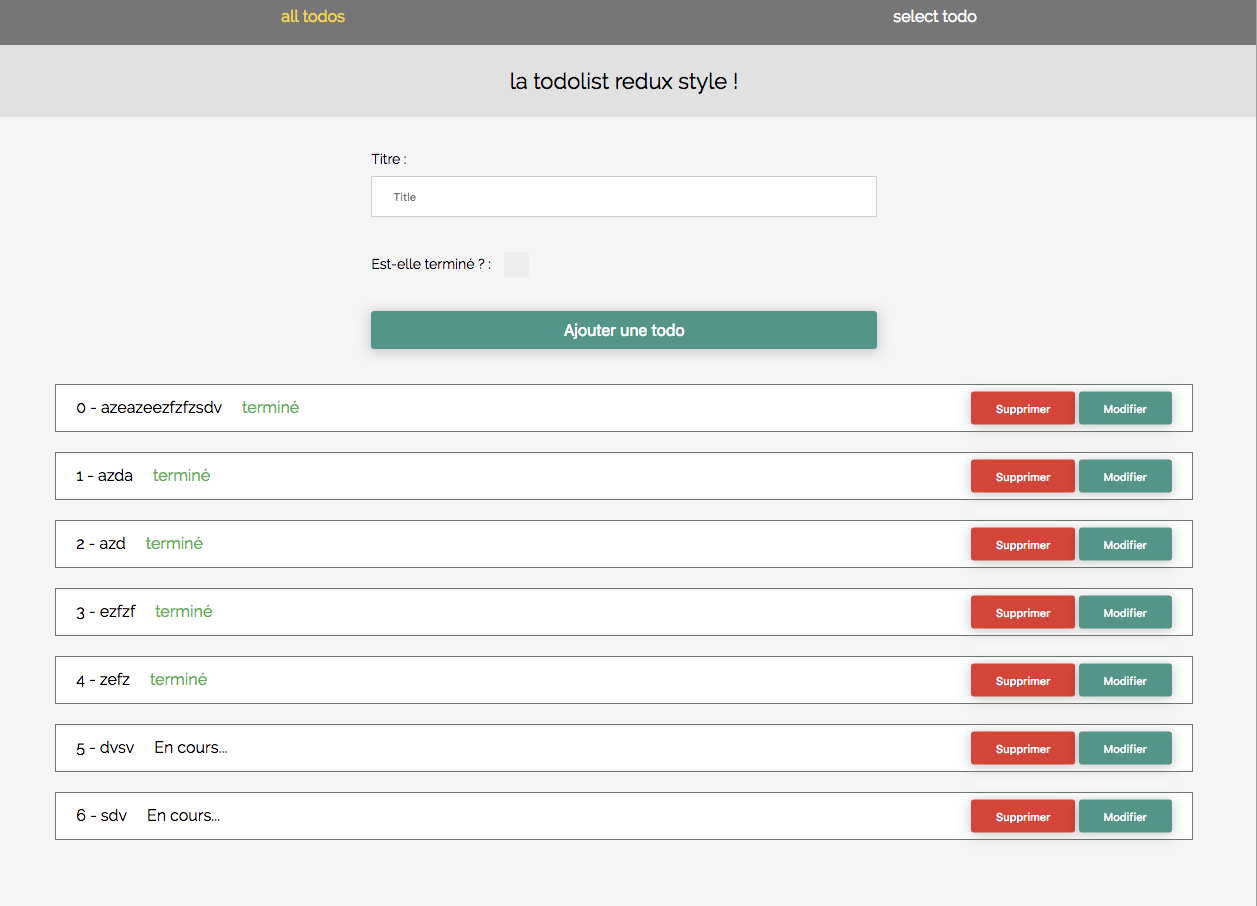 all todos select todo
la todolist redux style !
Titre :
Title
Est-elle terminé ? :
Ajouter une todo
0 - azeazeezfzfzsdv terminé Supprimer Modifier
1 - azda terminé Supprimer Modifier
2 - azd terminé Supprimer Modifier
3 - ezfzf terminé Supprimer Modifier
4 - zefz terminé Supprimer Modifier
5 - dvsv En cours... Supprimer Modifier
6 - sdv En cours... Supprimer Modifier